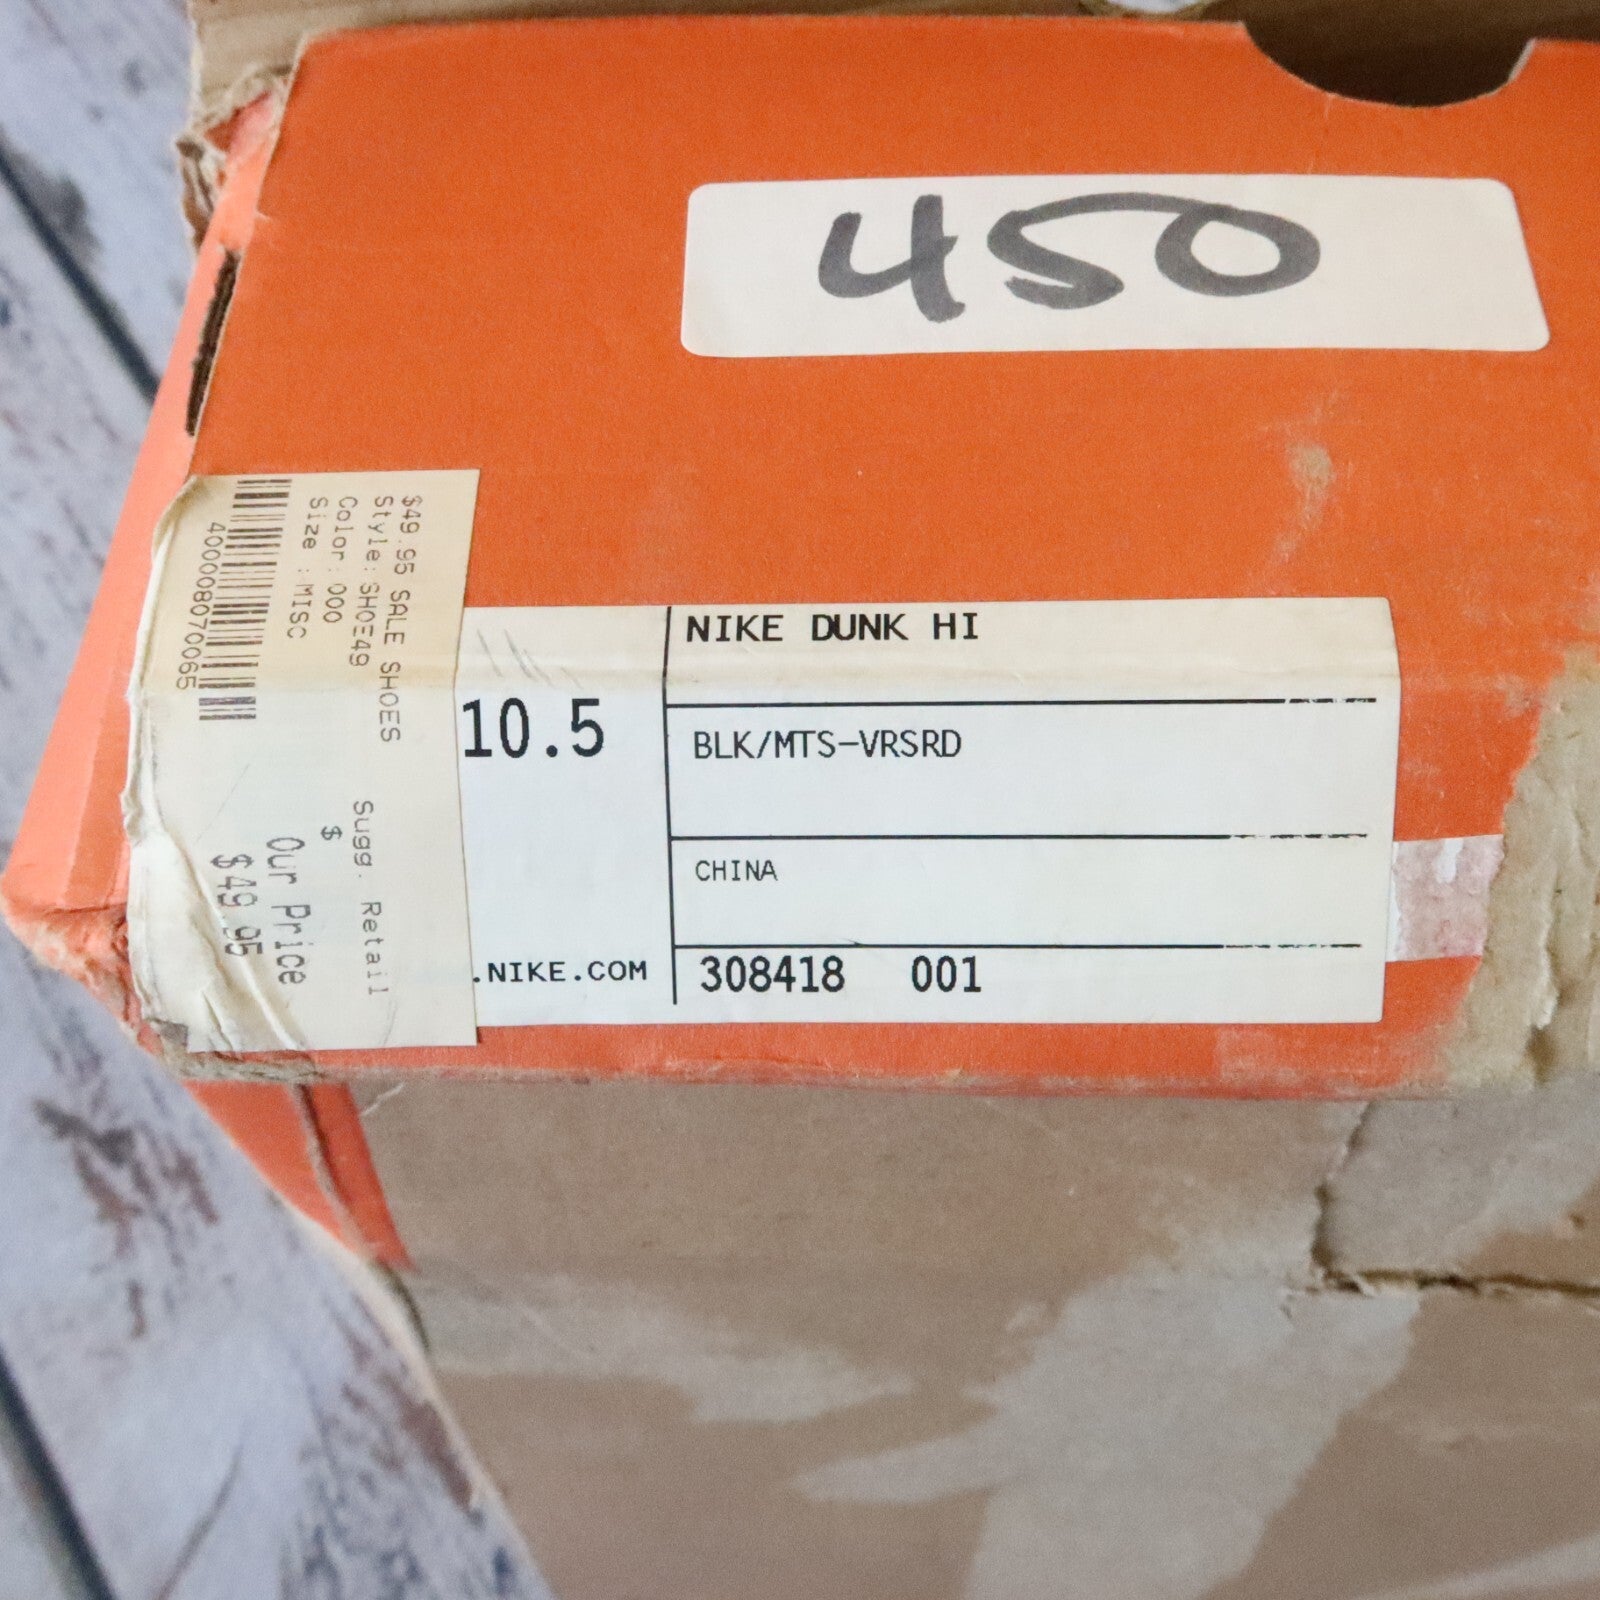 450
$49.95 SALE SHOES
Style: SHOE49
Color: 000
Size : MISC
400008070065
Sugg. Retail
$
Our Price
$49.95
10.5
.NIKE.COM
NIKE DUNK HI
BLK/MTS-VRSRD
CHINA
308418 001